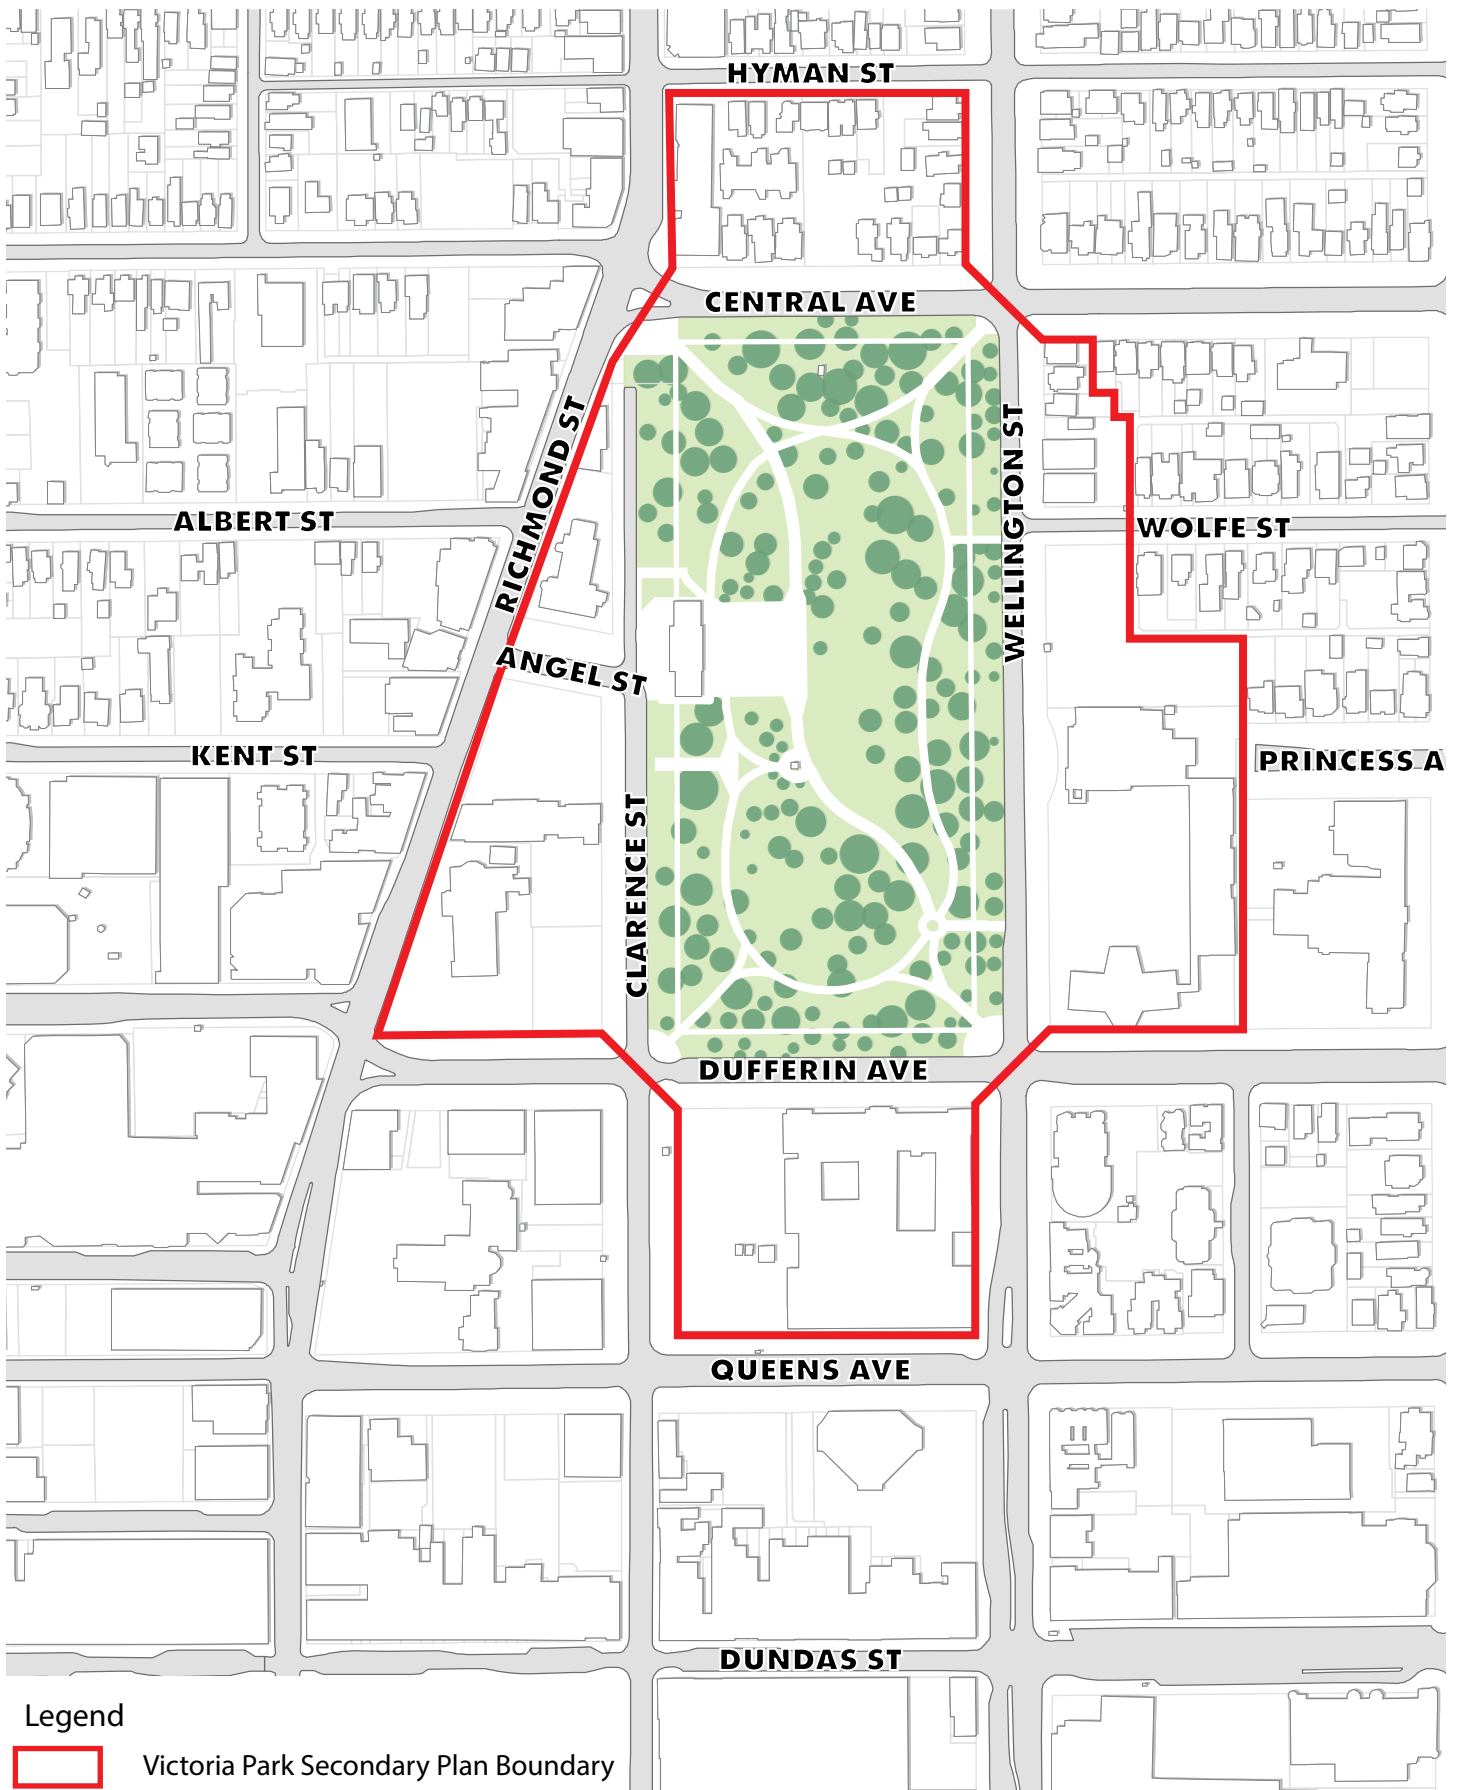 HYMAN ST
CENTRAL AVE
RICHMOND ST
WELLINGTON ST
ALBERT ST
WOLFE ST
ANGEL ST
KENT ST
PRINCESS A
CLARENCE ST
DUFFERIN AVE
QUEENS AVE
DUNDAS ST
Legend
Victoria Park Secondary Plan Boundary